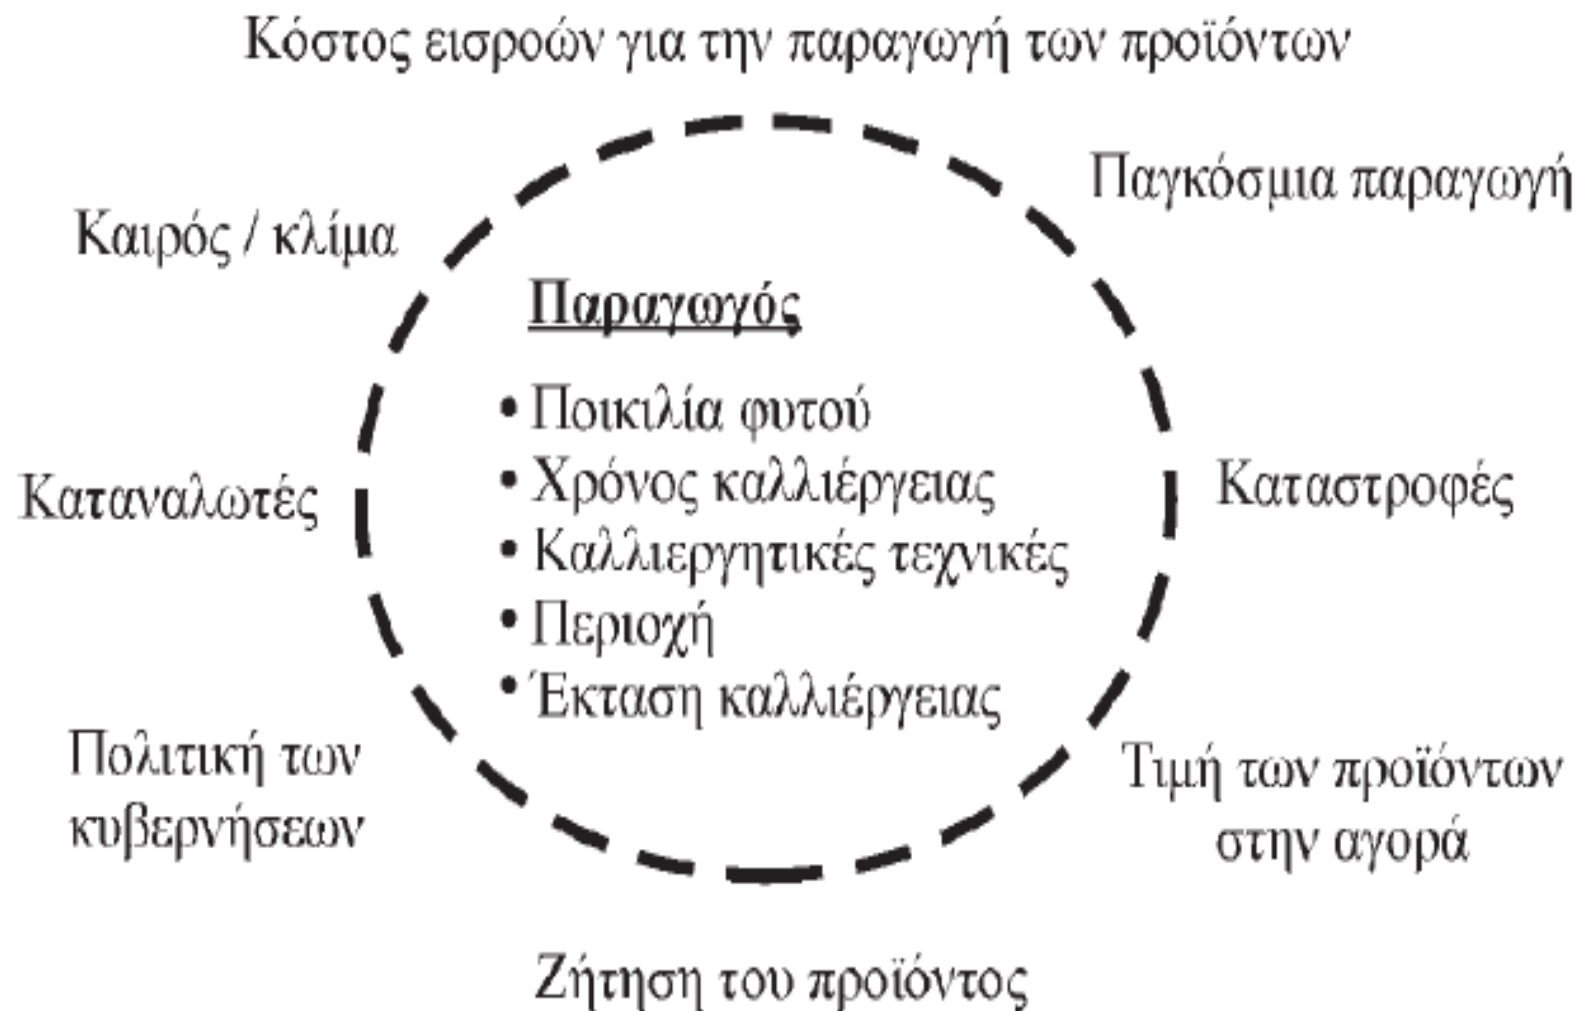 Κόστος εισροών για την παραγωγή των προϊόντων
Παγκόσμια παραγωγή
Καιρός / κλίμα
Παραγωγός
• Ποικιλία φυτού
• Χρόνος καλλιέργειας
• Καλλιεργητικές τεχνικές
• Περιοχή
• Έκταση καλλιέργειας
Καταναλωτές
Καταστροφές
Πολιτική των
κυβερνήσεων
Τιμή των προϊόντων
στην αγορά
Ζήτηση του προϊόντος